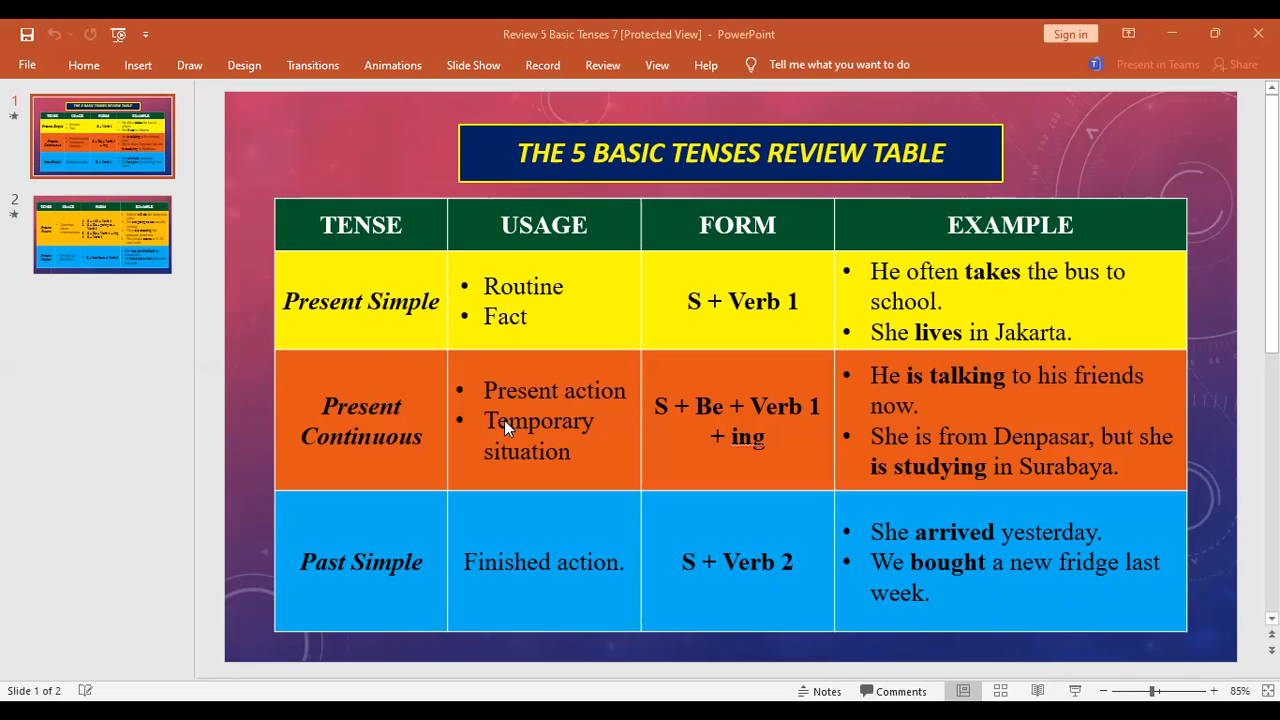 Review 5 Basic Tenses 7 [Protected View] - PowerPoint
Sign in
File Home Insert Draw Design Transitions Animations Slide Show Record Review View Help Tell me what you want to do Present in Teams Share
1
2
THE 5 BASIC TENSES REVIEW TABLE
TENSE USAGE FORM EXAMPLE
Present Simple
• Routine
• Fact
S + Verb 1
• He often takes the bus to
school.
• She lives in Jakarta.
Present
Continuous
• Present action
• Temporary
situation
S + Be + Verb 1
+ ing
• He is talking to his friends
now.
• She is from Denpasar, but she
is studying in Surabaya.
Past Simple
Finished action.
S + Verb 2
• She arrived yesterday.
• We bought a new fridge last
week.
Slide 1 of 2 Notes Comments 85%